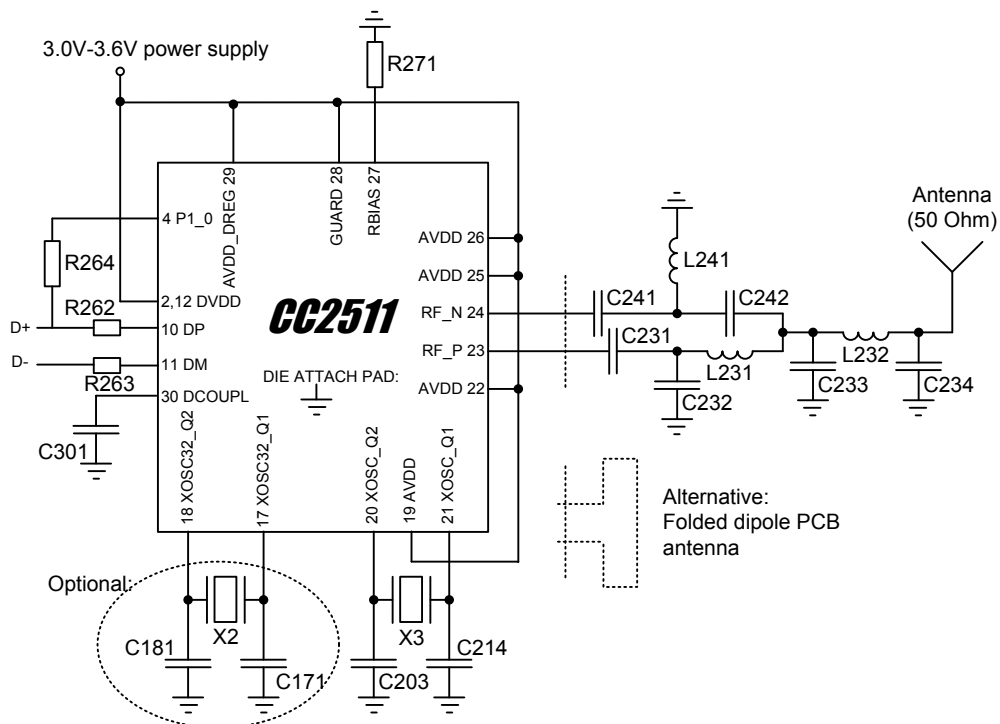 3.0V-3.6V power supply
R271
AVDD_DREG 29
GUARD 28
RBIAS 27
4 P1_0
R264
2,12 DVDD
R262
D+
10 DP
D-
11 DM
R263
30 DCOUPL
C301
CC2511
DIE ATTACH PAD:
AVDD 26
AVDD 25
RF_N 24
RF_P 23
AVDD 22
18 XOSC32_Q2
17 XOSC32_Q1
20 XOSC_Q2
19 AVDD
21 XOSC_Q1
Antenna
(50 Ohm)
L241
C241
C242
C231
L231
L232
C232
C233
C234
Alternative:
Folded dipole PCB
antenna
Optional:
X2
X3
C181
C171
C203
C214